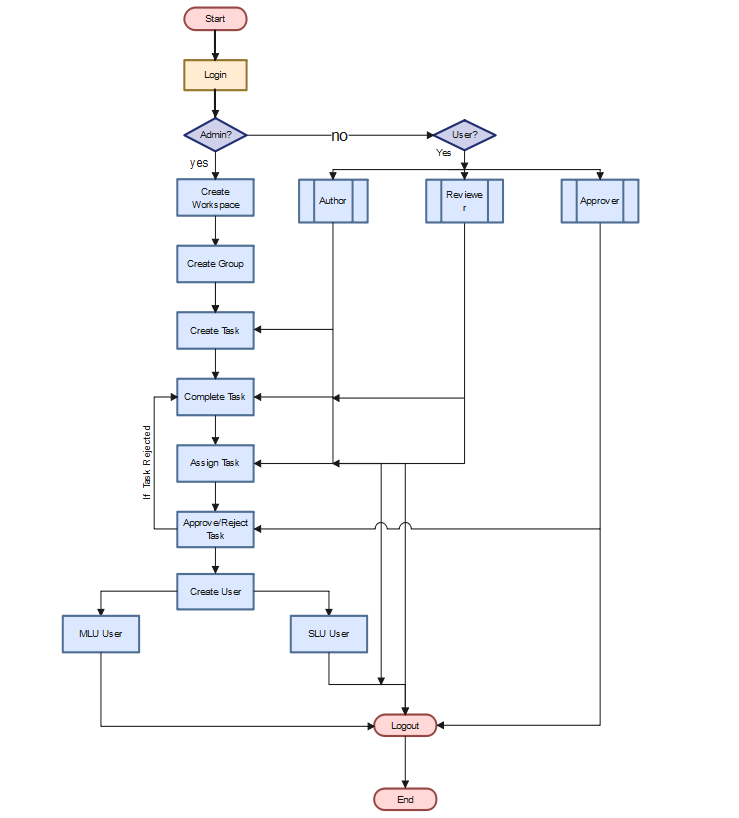 Start
Login
Admin?
no
User?
yes
Yes
Create
Workspace
Author
Reviewe
r
Approver
Create Group
Create Task
Complete Task
If Task Rejected
Assign Task
Approve/Reject
Task
Create User
MLU User
SLU User
Logout
End